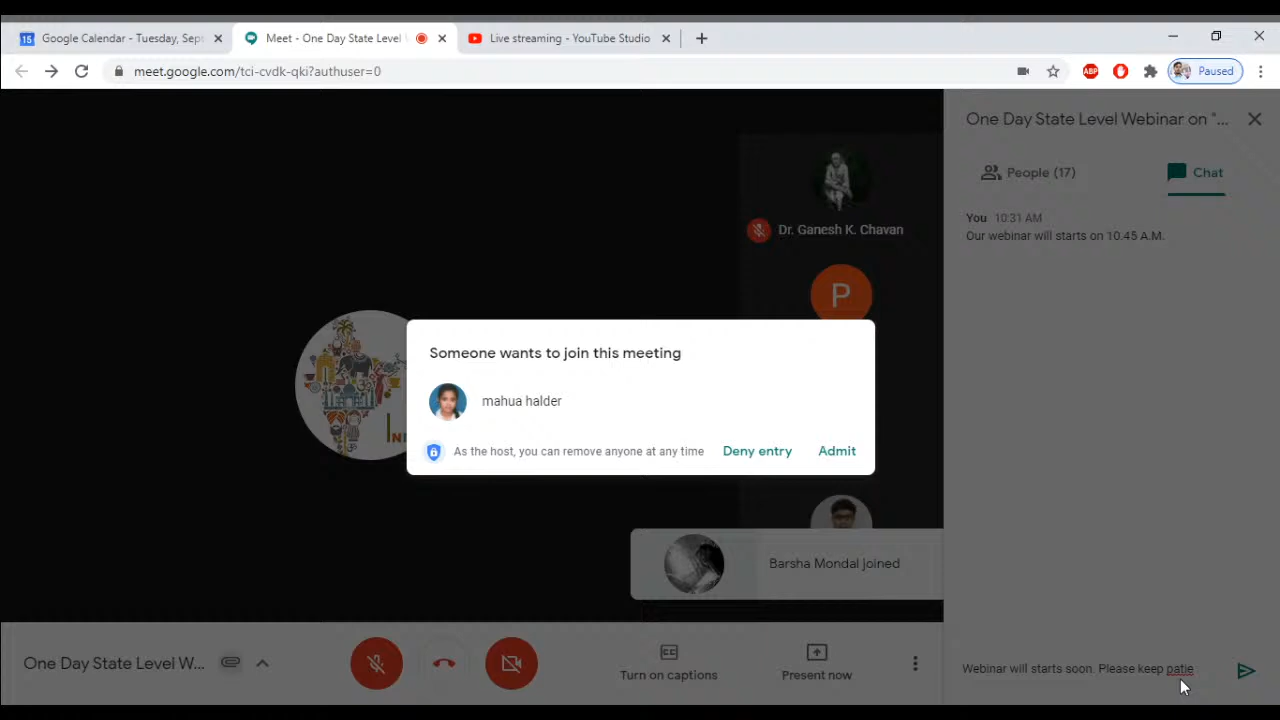 Google Calendar - Tuesday, Sept
Meet - One Day State Level
Live streaming - YouTube Studio
meet.google.com/tci-cvdk-qki?authuser=0
ABP
Paused
One Day State Level Webinar on "...
People (17)
Chat
You 10:31 AM
Our webinar will starts on 10.45 A.M.
Dr. Ganesh K. Chavan
P
Someone wants to join this meeting
mahua halder
As the host, you can remove anyone at any time
Deny entry
Admit
Barsha Mondal joined
One Day State Level W...
CC
Turn on captions
Present now
Webinar will starts soon. Please keep patie